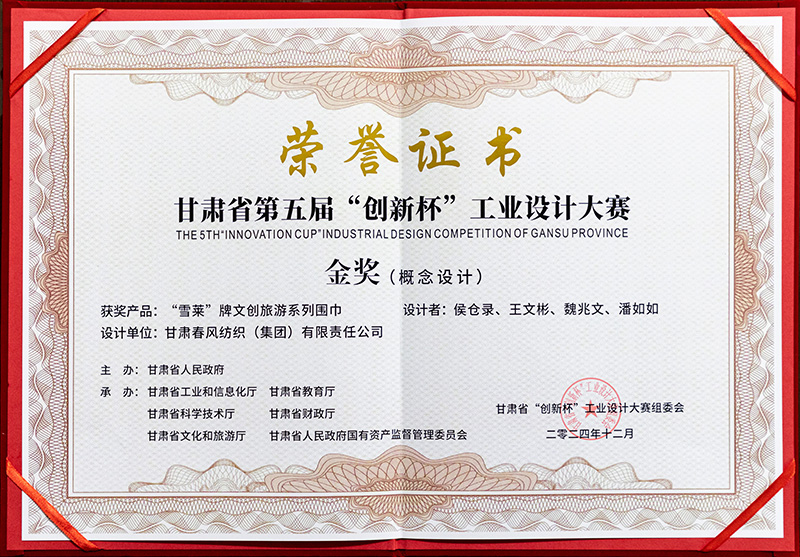 荣誉证书
甘肃省第五届“创新杯”工业设计大赛
THE 5TH“INNOVATION CUP”INDUSTRIAL DESIGN COMPETITION OF GANSU PROVINCE
金奖（概念设计）
获奖产品：“雪莱”牌文创旅游系列围巾 设计者：侯仓录、王文彬、魏兆文、潘如如
设计单位：甘肃春风纺织（集团）有限责任公司
主 办：甘肃省人民政府
承 办：甘肃省工业和信息化厅 甘肃省教育厅
甘肃省科学技术厅 甘肃省财政厅
甘肃省文化和旅游厅 甘肃省人民政府国有资产监督管理委员会
甘肃省“创新杯”工业设计大赛组委会
二零二四年十二月